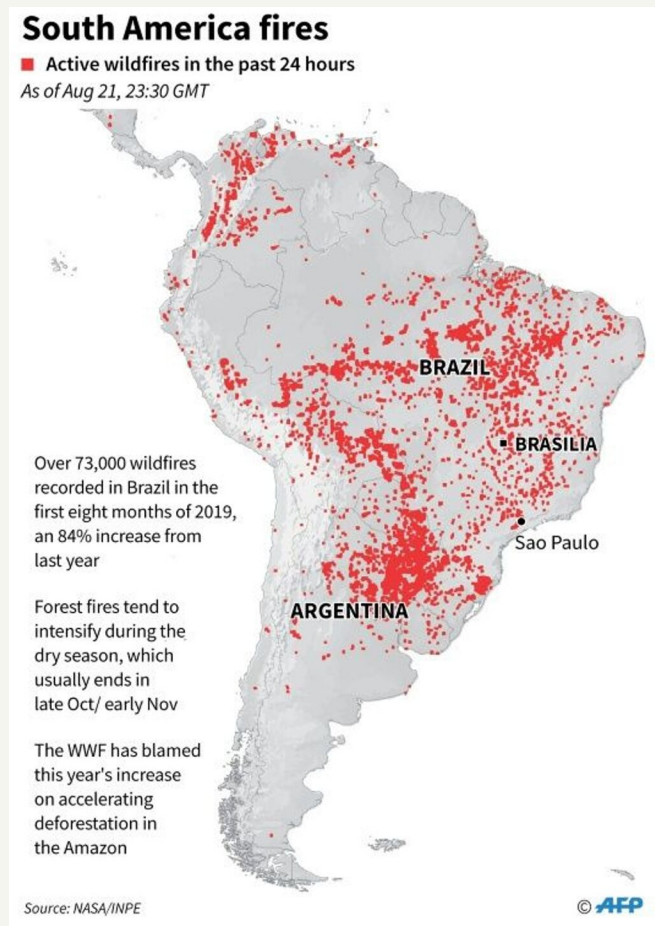 South America fires
Active wildfires in the past 24 hours
As of Aug 21, 23:30 GMT
BRAZIL
BRASILIA
Sao Paulo
ARGENTINA
Over 73,000 wildfires
recorded in Brazil in the
first eight months of 2019,
an 84% increase from
last year
Forest fires tend to
intensify during the
dry season, which
usually ends in
late Oct/ early Nov
The WWF has blamed
this year's increase
on accelerating
deforestation in
the Amazon
Source: NASA/INPE
© AFP